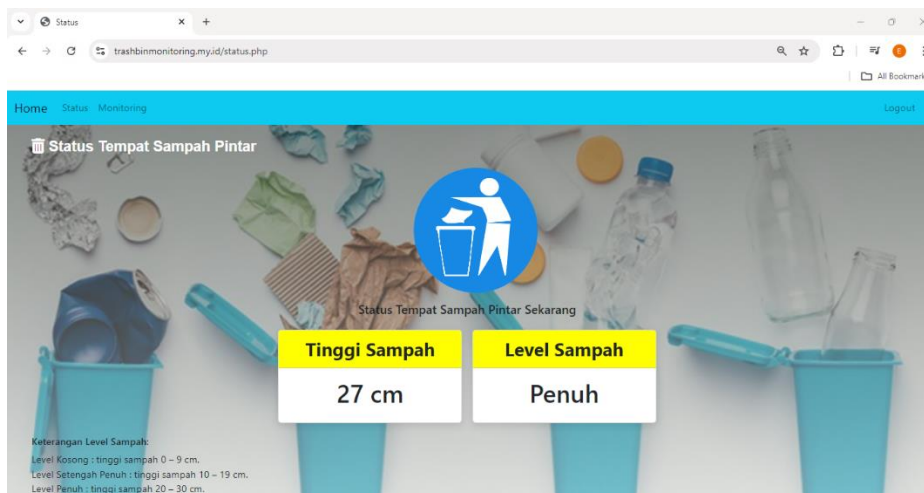 Status
trashbinmonitoring.my.id/status.php
All Bookmark
Home Status Monitoring Logout
Status Tempat Sampah Pintar
Status Tempat Sampah Pintar Sekarang
Tinggi Sampah Level Sampah
27 cm Penuh
Keterangan Level Sampah:
Level Kosong : tinggi sampah 0 – 9 cm.
Level Setengah Penuh : tinggi sampah 10 – 19 cm.
Level Penuh : tinggi sampah 20 – 30 cm.